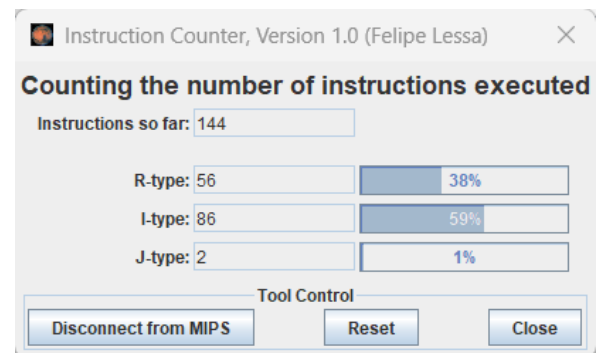 Instruction Counter, Version 1.0 (Felipe Lessa)
Counting the number of instructions executed
Instructions so far: 144
R-type: 56 38%
I-type: 86 59%
J-type: 2 1%
Tool Control
Disconnect from MIPS Reset Close